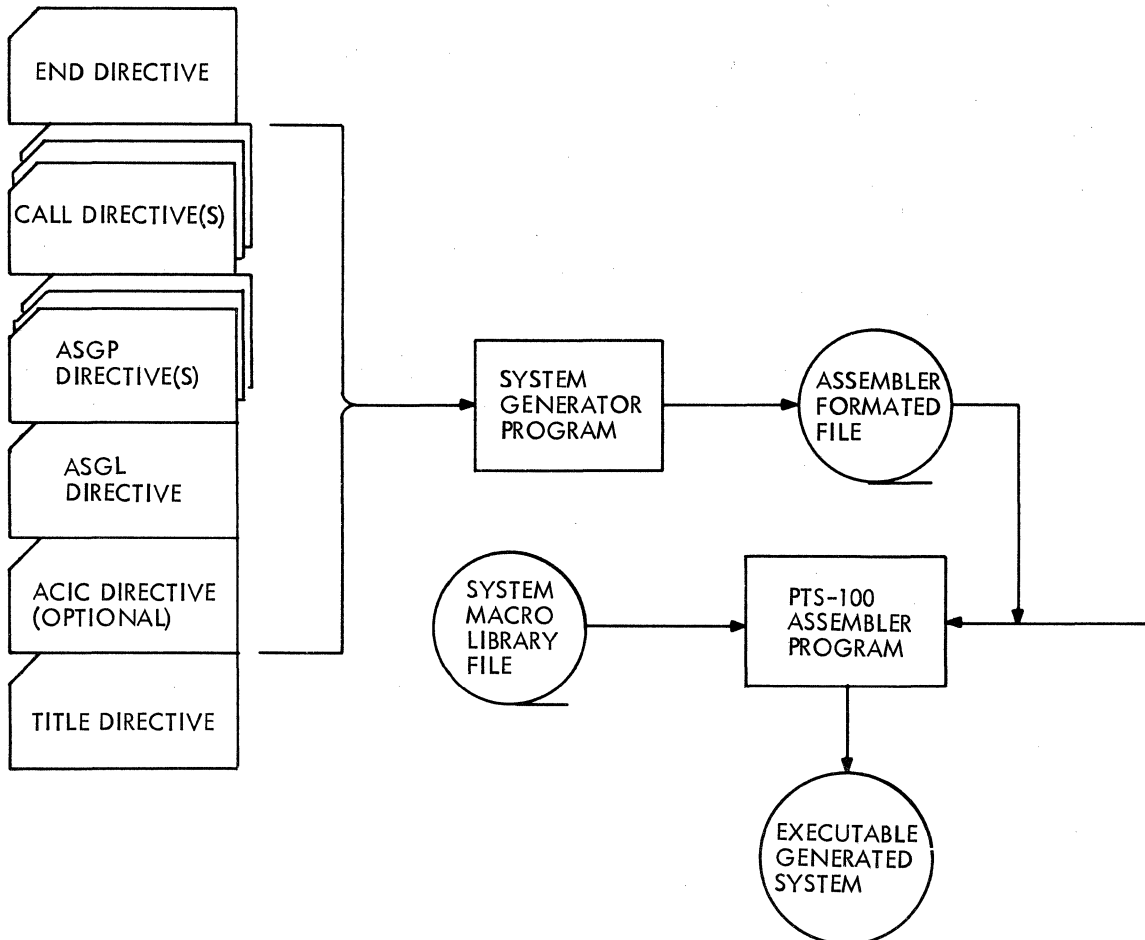 END DIRECTIVE
CALL DIRECTIVE(S)
ASGP
DIRECTIVE(S)
ASGL
DIRECTIVE
ACIC DIRECTIVE
(OPTIONAL)
TITLE DIRECTIVE
SYSTEM
GENERATOR
PROGRAM
ASSEMBLER
FORMATED
FILE
SYSTEM
MACRO
LIBRARY
FILE
PTS-100
ASSEMBLER
PROGRAM
EXECUTABLE
GENERATED
SYSTEM